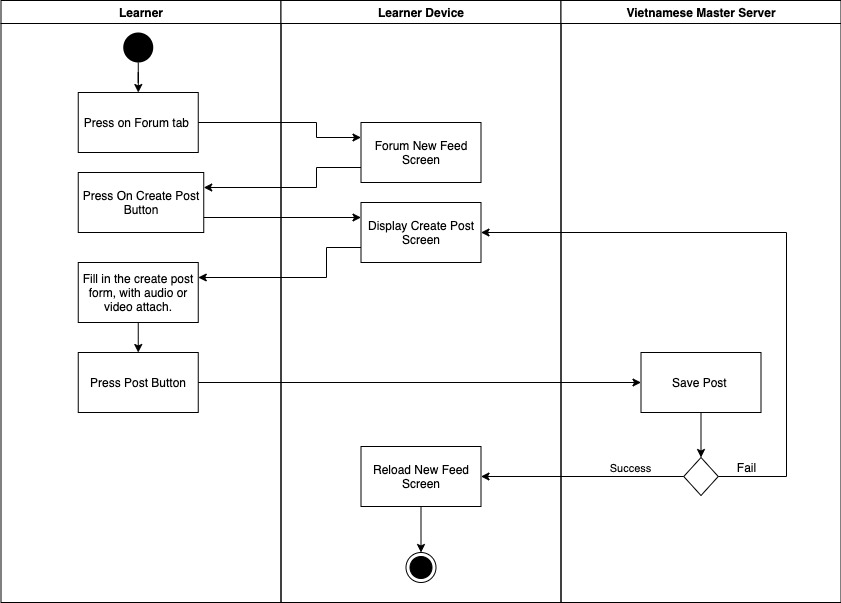 Learner
Learner Device
Vietnamese Master Server
Press on Forum tab
Forum New Feed
Screen
Press On Create Post
Button
Display Create Post
Screen
Fill in the create post
form, with audio or
video attach.
Press Post Button
Save Post
Reload New Feed
Screen
Success
Fail